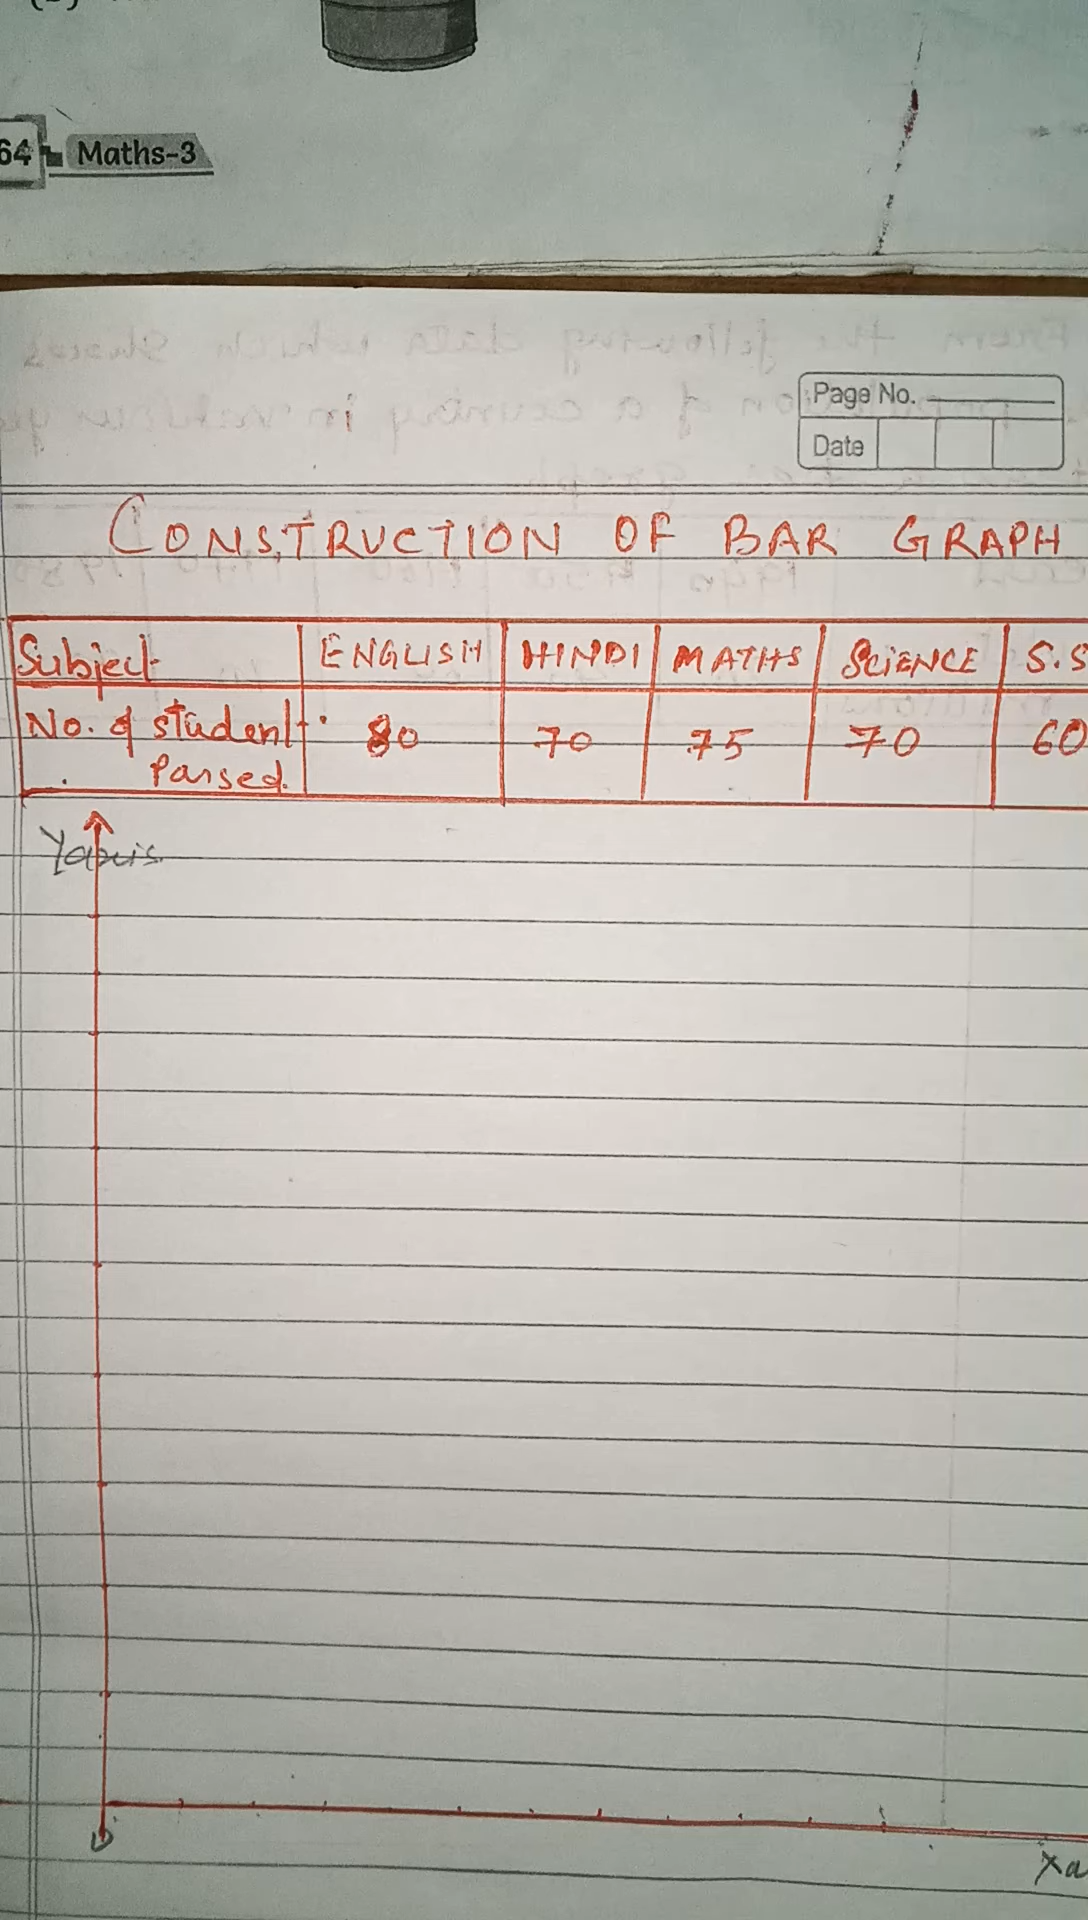 64 Maths-3
Page No.
Date
CONSTRUCTION OF BAR GRAPH
Subject ENGLISH HINDI MATHS SCIENCE S.S
No. of student 80 70 75 70 60
Passed.
Y axis
X a